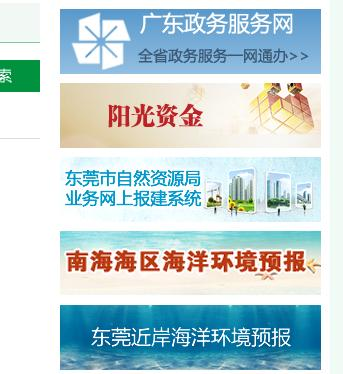 广东政务服务网
全省政务服务一网通办>>
索
阳光资金
东莞市自然资源局
业务网上报建系统
南海海区海洋环境预报
东莞近岸海洋环境预报